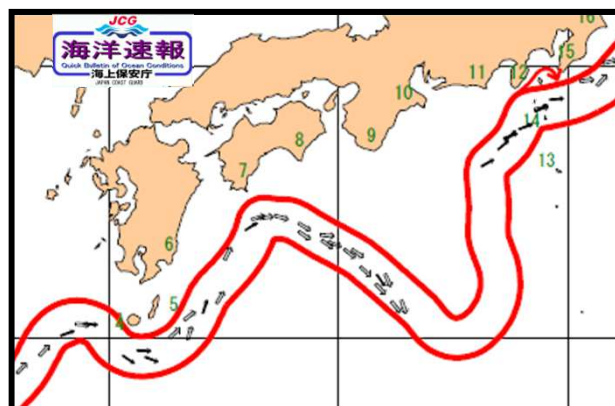 JCG
海洋速報
Quick Bulletin of Ocean Conditions
海上保安庁
JAPAN COAST GUARD
16
15
12
11
10
14
9
8
13
7
6
5
4